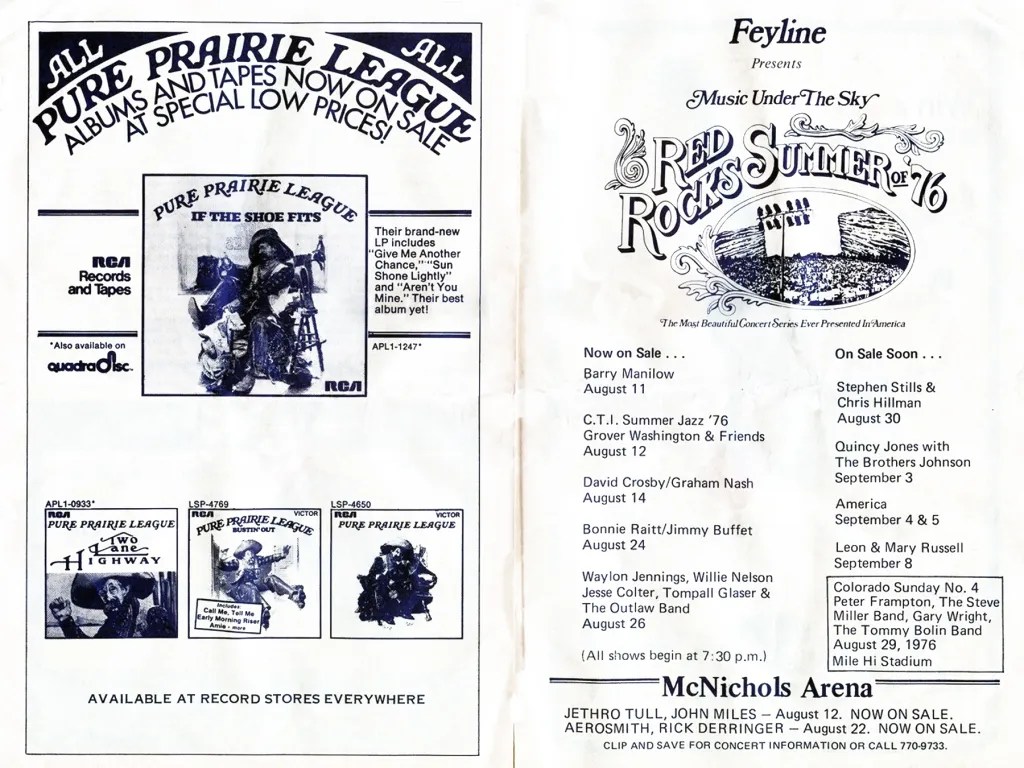 ALL
ALL
PURE PRAIRIE LEAGUE
ALBUMS AND TAPES NOW ON SALE
AT SPECIAL LOW PRICES!
PURE PRAIRIE LEAGUE
IF THE SHOE FITS
RCA
RCA
Records
and Tapes
*Also available on
quadradisc
Their brand-new
LP includes
"Give Me Another
Chance," "Sun
Shone Lightly"
and "Aren't You
Mine." Their best
album yet!
APL1-1247*
APL1-0933*
RCA
PURE PRAIRIE LEAGUE
Two
Lane
HIGHWAY
LSP-4769
RCA VICTOR
PURE PRAIRIE LEAGUE
BUSTIN' OUT
Includes:
Call Me, Tell Me
Early Morning Riser
Amie - more
LSP-4650
RCA VICTOR
PURE PRAIRIE LEAGUE
AVAILABLE AT RECORD STORES EVERYWHERE
Feyline
Presents
Music Under The Sky
RED
ROCKS SUMMER OF '76
The Most Beautiful Concert Series Ever Presented In America
Now on Sale . . .
Barry Manilow
August 11
C.T.I. Summer Jazz '76
Grover Washington & Friends
August 12
David Crosby/Graham Nash
August 14
Bonnie Raitt/Jimmy Buffet
August 24
Waylon Jennings, Willie Nelson
Jesse Colter, Tompall Glaser &
The Outlaw Band
August 26
(All shows begin at 7:30 p.m.)
On Sale Soon . . .
Stephen Stills &
Chris Hillman
August 30
Quincy Jones with
The Brothers Johnson
September 3
America
September 4 & 5
Leon & Mary Russell
September 8
Colorado Sunday No. 4
Peter Frampton, The Steve
Miller Band, Gary Wright,
The Tommy Bolin Band
August 29, 1976
Mile Hi Stadium
McNichols Arena
JETHRO TULL, JOHN MILES — August 12. NOW ON SALE.
AEROSMITH, RICK DERRINGER — August 22. NOW ON SALE.
CLIP AND SAVE FOR CONCERT INFORMATION OR CALL 770-9733.